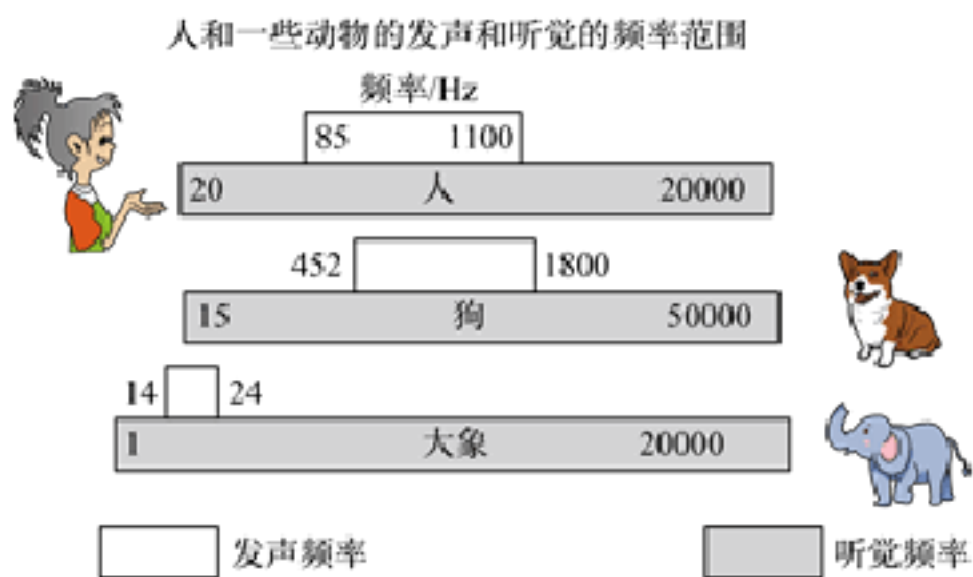 人和一些动物的发声和听觉的频率范围
频率/Hz
85 1100
20 人 20000
452 1800
15 狗 50000
14 24
1 大象 20000
发声频率 听觉频率